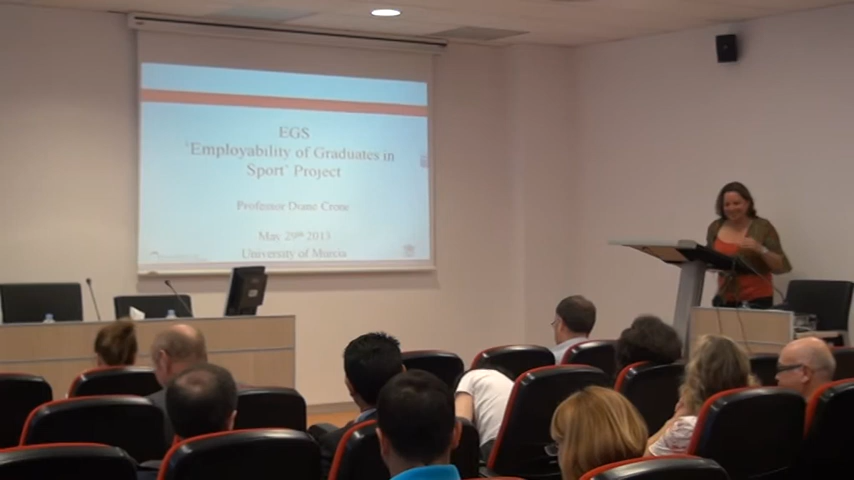 EGS
'Employability of Graduates in
Sport' Project
Professor Diane Crone
May 29th 2013
University of Murcia